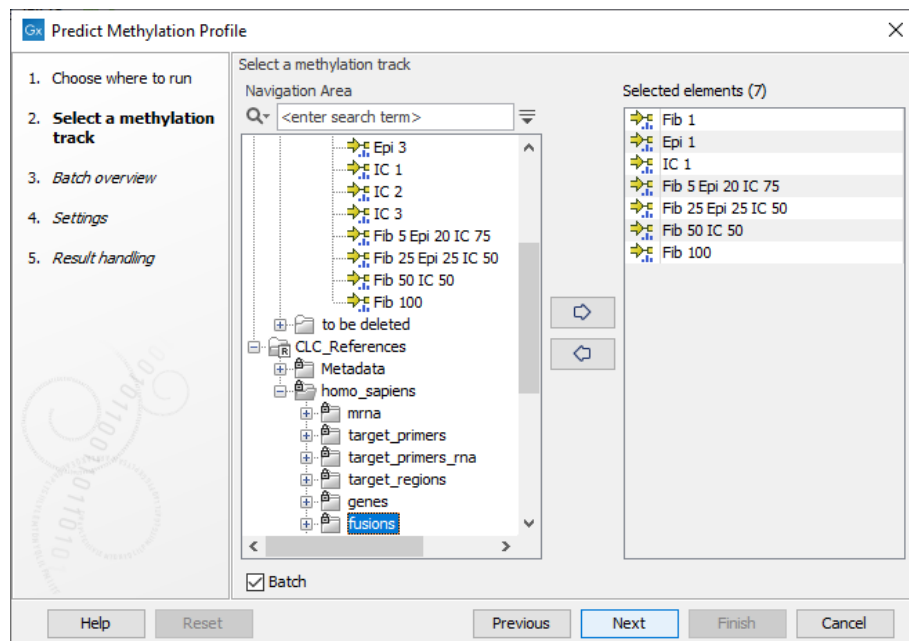 Gx Predict Methylation Profile
1. Choose where to run
2. Select a methylation
track
3. Batch overview
4. Settings
5. Result handling
Select a methylation track
Navigation Area
<enter search term>
Epi 3
IC 1
IC 2
IC 3
Fib 5 Epi 20 IC 75
Fib 25 Epi 25 IC 50
Fib 50 IC 50
Fib 100
to be deleted
CLC_References
Metadata
homo_sapiens
mrna
target_primers
target_primers_rna
target_regions
genes
fusions
Batch
Selected elements (7)
Fib 1
Epi 1
IC 1
Fib 5 Epi 20 IC 75
Fib 25 Epi 25 IC 50
Fib 50 IC 50
Fib 100
Help
Reset
Previous
Next
Finish
Cancel